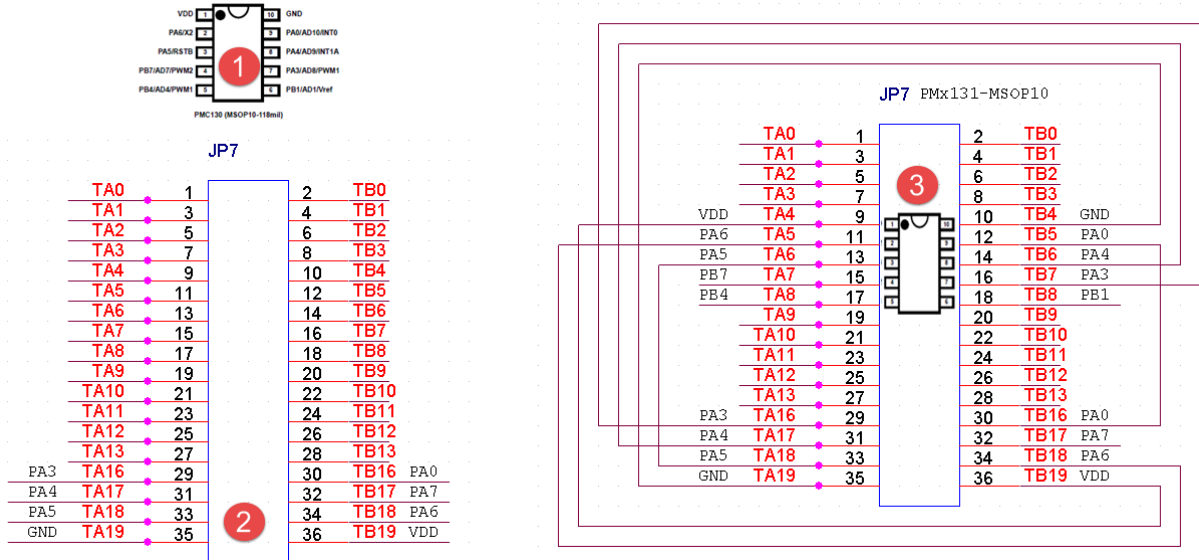 VDD 1 10 GND
PA6/X2 2 9 PA0/AD10/INT0
PA5/RSTB 3 8 PA4/AD9/INT1A
PB7/AD7/PWM2 4 7 PA3/AD8/PWM1
PB4/AD4/PWM1 5 6 PB1/AD1/Vref
1
PMC130 (MSOP10-118mil)
JP7
TA0 1 2 TB0
TA1 3 4 TB1
TA2 5 6 TB2
TA3 7 8 TB3
TA4 9 10 TB4
TA5 11 12 TB5
TA6 13 14 TB6
TA7 15 16 TB7
TA8 17 18 TB8
TA9 19 20 TB9
TA10 21 22 TB10
TA11 23 24 TB11
TA12 25 26 TB12
TA13 27 28 TB13
PA3 TA16 29 30 TB16 PA0
PA4 TA17 31 32 TB17 PA7
PA5 TA18 33 34 TB18 PA6
GND TA19 35 36 TB19 VDD
2
JP7 PMx131-MSOP10
TA0 1 2 TB0
TA1 3 4 TB1
TA2 5 6 TB2
TA3 7 8 TB3
VDD TA4 9 10 TB4 GND
PA6 TA5 11 12 TB5 PA0
PA5 TA6 13 14 TB6 PA4
PB7 TA7 15 16 TB7 PA3
PB4 TA8 17 18 TB8 PB1
TA9 19 20 TB9
TA10 21 22 TB10
TA11 23 24 TB11
TA12 25 26 TB12
TA13 27 28 TB13
PA3 TA16 29 30 TB16 PA0
PA4 TA17 31 32 TB17 PA7
PA5 TA18 33 34 TB18 PA6
GND TA19 35 36 TB19 VDD
3
1 10
2 9
3 8
4 7
5 6